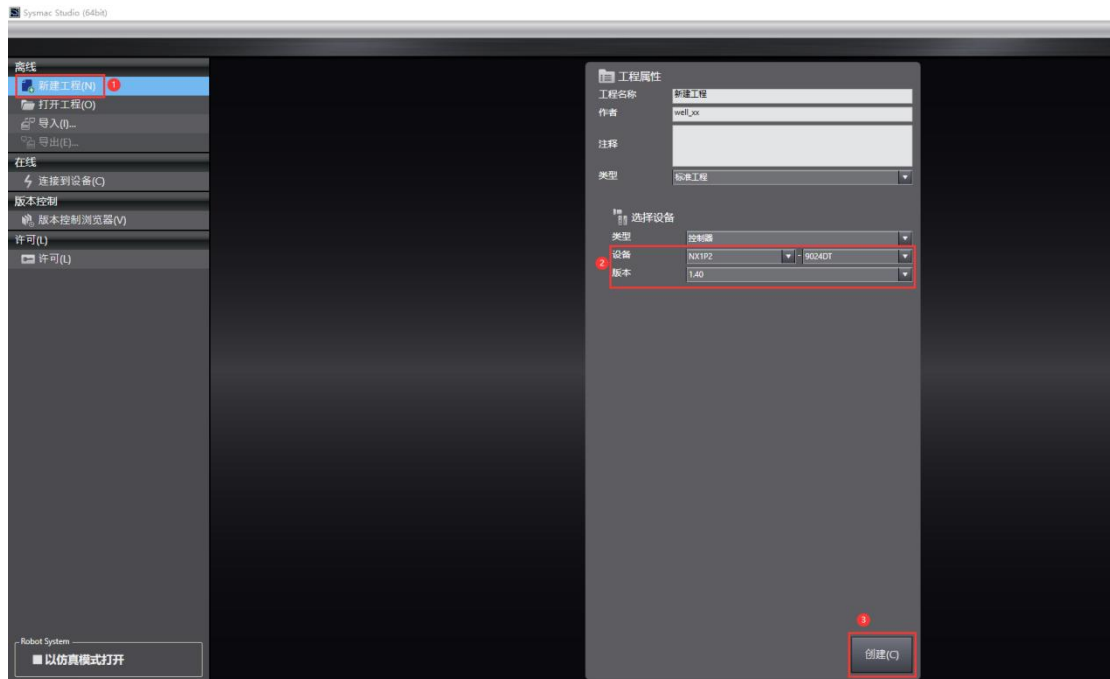 Sysmac Studio (64bit)
离线
新建工程(N) 1
打开工程(O)
导入(I)...
导出(E)...
在线
连接到设备(C)
版本控制
版本控制浏览器(V)
许可(L)
许可(L)
Robot System
以仿真模式打开
工程属性
工程名称 新建工程
作者 well_xx
注释
类型 标准工程
选择设备
类型 控制器
2
设备 NX1P2 - 9024DT
版本 1.40
3
创建(C)